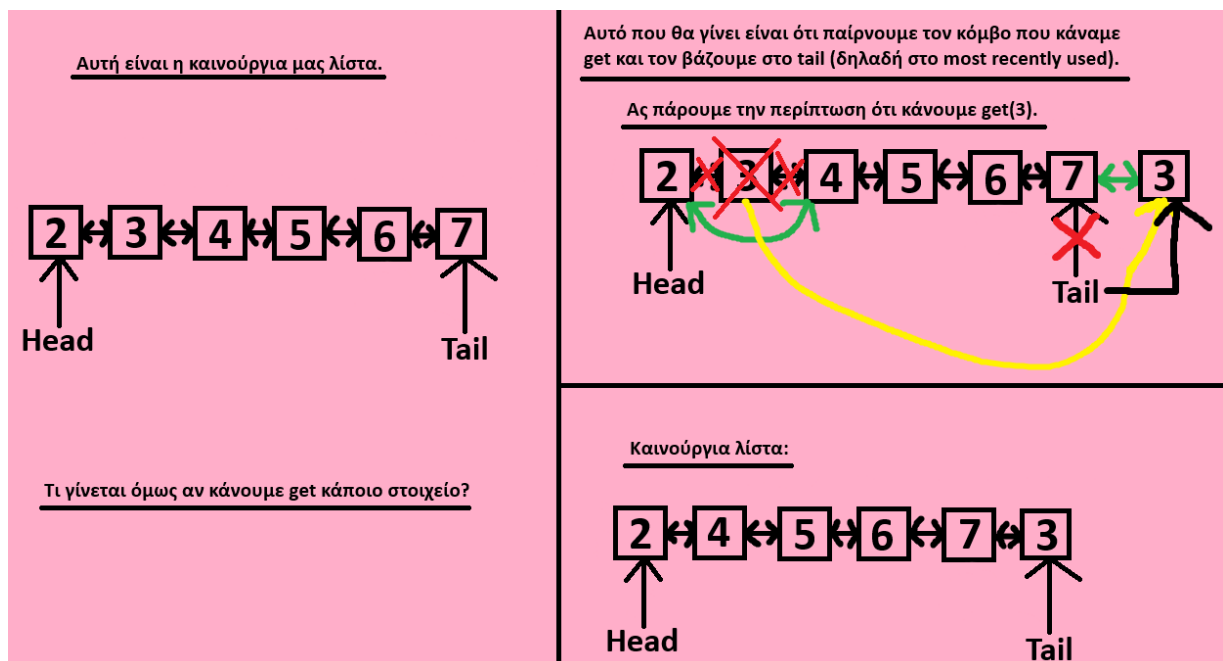 Αυτή είναι η καινούργια μας λίστα.
2 3 4 5 6 7
Head
Tail
Τι γίνεται όμως αν κάνουμε get κάποιο στοιχείο?
Αυτό που θα γίνει είναι ότι παίρνουμε τον κόμβο που κάναμε
get και τον βάζουμε στο tail (δηλαδή στο most recently used).
Ας πάρουμε την περίπτωση ότι κάνουμε get(3).
2 3 4 5 6 7 3
Head
Tail
Καινούργια λίστα:
2 4 5 6 7 3
Head
Tail